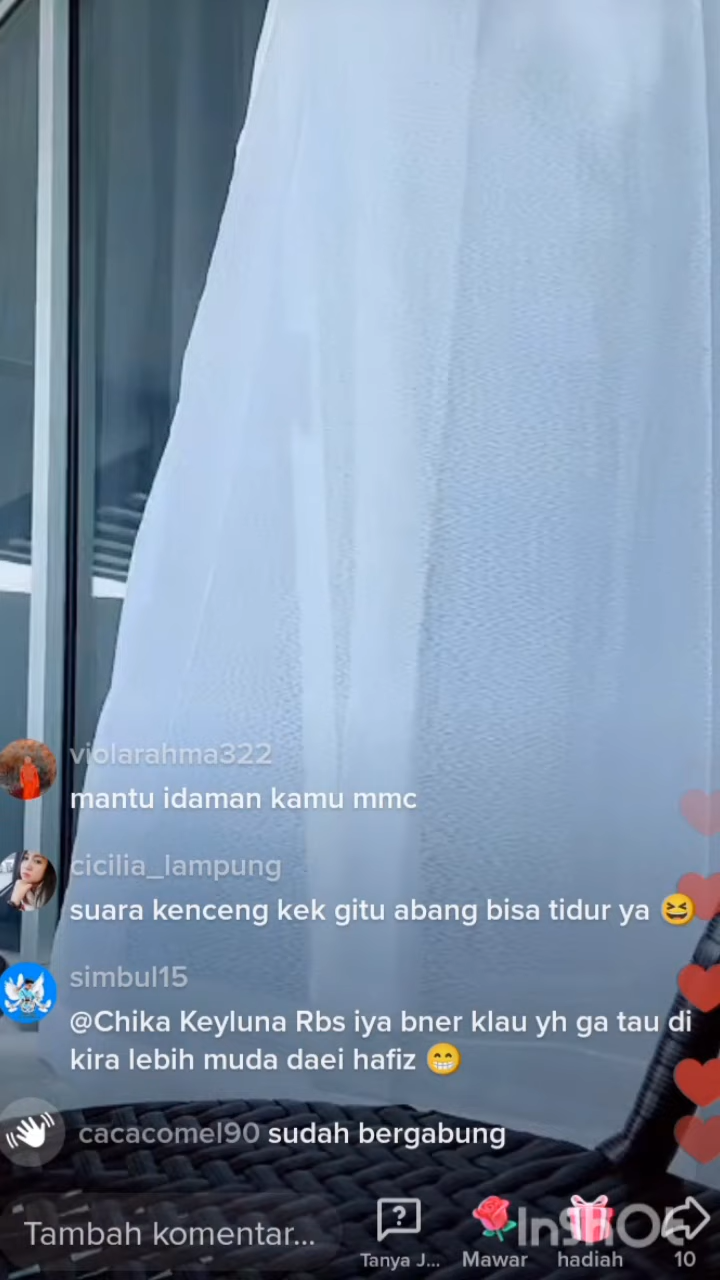 violarahma322
mantu idaman kamu mmc
cicilia_lampung
suara kenceng kek gitu abang bisa tidur ya 😆
simbul15
@Chika Keyluna Rbs iya bner klau yh ga tau di
kira lebih muda daei hafiz 😁
cacacomel90 sudah bergabung
Tambah komentar...
Tanya J...
Mawar
hadiah
10
InShOt